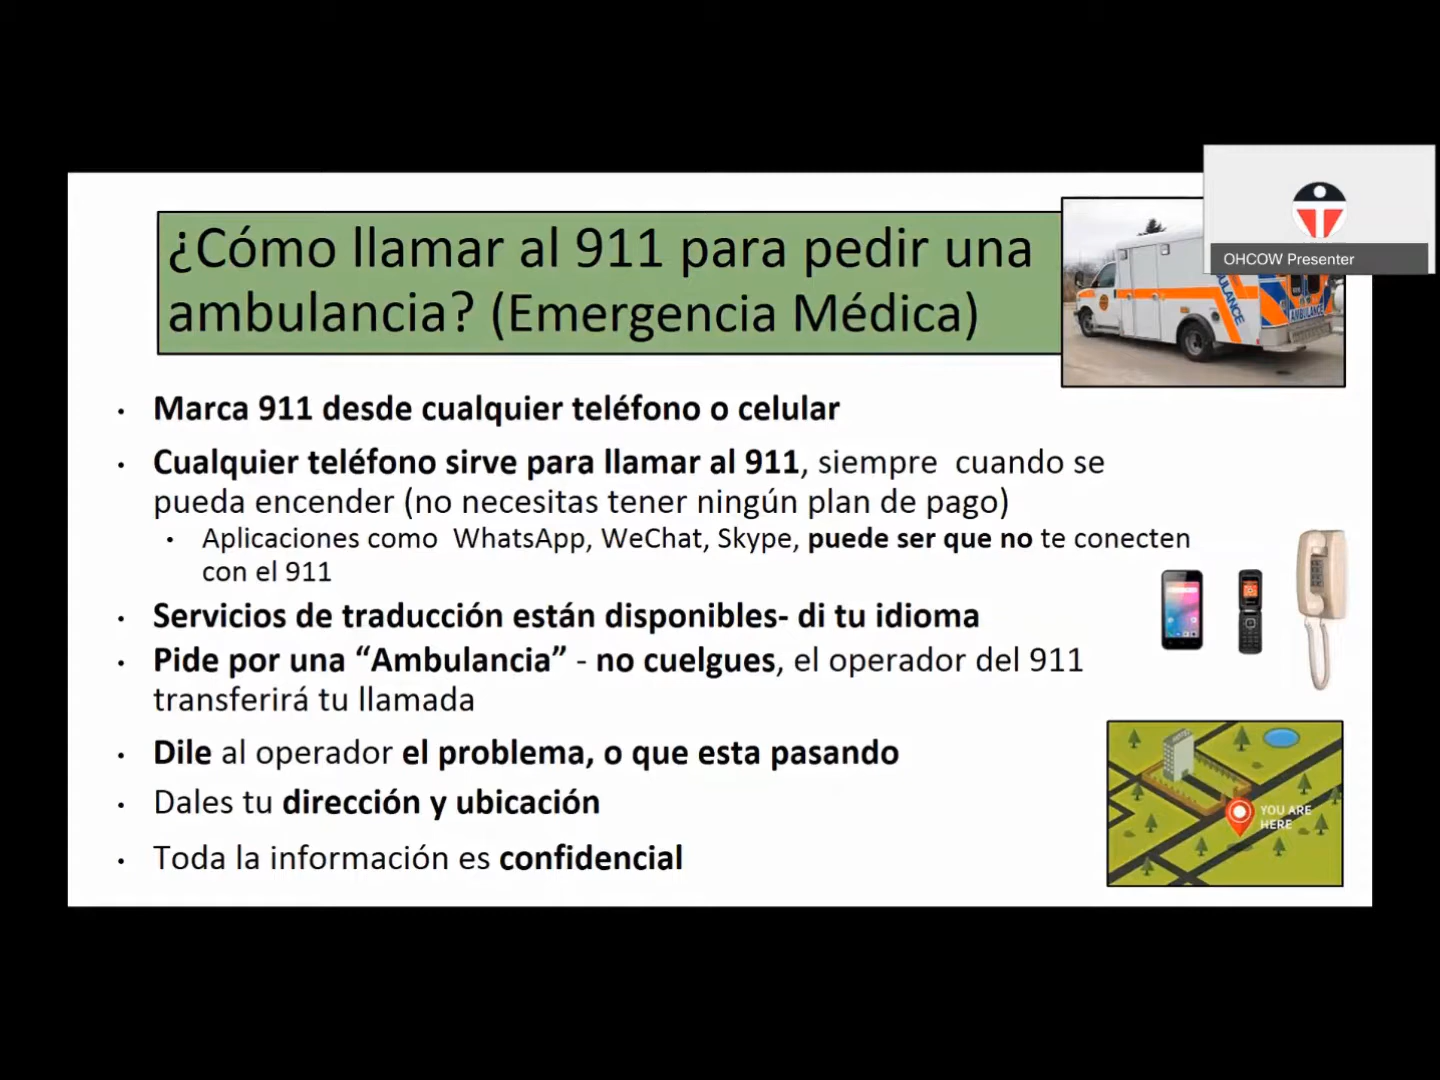 ¿Cómo llamar al 911 para pedir una
ambulancia? (Emergencia Médica)
OHCOW Presenter
ULANCE
AMBULANCE
• Marca 911 desde cualquier teléfono o celular
• Cualquier teléfono sirve para llamar al 911, siempre  cuando se
pueda encender (no necesitas tener ningún plan de pago)
• Aplicaciones como  WhatsApp, WeChat, Skype, puede ser que no te conecten
con el 911
• Servicios de traducción están disponibles- di tu idioma
• Pide por una “Ambulancia” - no cuelgues, el operador del 911
transferirá tu llamada
• Dile al operador el problema, o que esta pasando
• Dales tu dirección y ubicación
• Toda la información es confidencial
HOTEL
YOU ARE
HERE